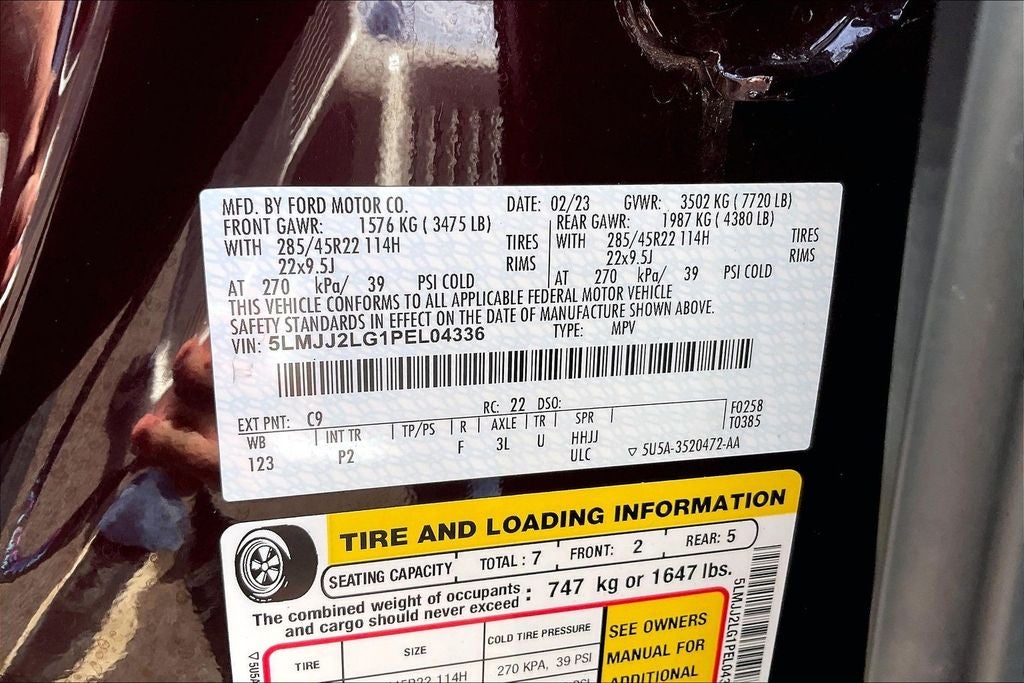 MFD. BY FORD MOTOR CO. DATE: 02/23 GVWR: 3502 KG ( 7720 LB)
FRONT GAWR: 1576 KG ( 3475 LB) REAR GAWR: 1987 KG ( 4380 LB)
WITH 285/45R22 114H TIRES WITH 285/45R22 114H TIRES
22x9.5J RIMS 22x9.5J RIMS
AT 270 kPa/ 39 PSI COLD AT 270 kPa/ 39 PSI COLD
THIS VEHICLE CONFORMS TO ALL APPLICABLE FEDERAL MOTOR VEHICLE
SAFETY STANDARDS IN EFFECT ON THE DATE OF MANUFACTURE SHOWN ABOVE.
VIN: 5LMJJ2LG1PEL04336 TYPE: MPV
EXT PNT: C9 RC: 22 DSO: F0258
WB INT TR TP/PS R AXLE TR SPR T0385
123 P2 F 3L U HHJJ
ULC ▽ 5U5A-3520472-AA
TIRE AND LOADING INFORMATION
SEATING CAPACITY TOTAL : 7 FRONT: 2 REAR: 5
The combined weight of occupants
and cargo should never exceed : 747 kg or 1647 lbs.
TIRE SIZE COLD TIRE PRESSURE
114H 270 KPA, 39 PSI
SEE OWNERS
MANUAL FOR
ADDITIONAL
5LMJJ2LG1PEL043
▽ 5U5A